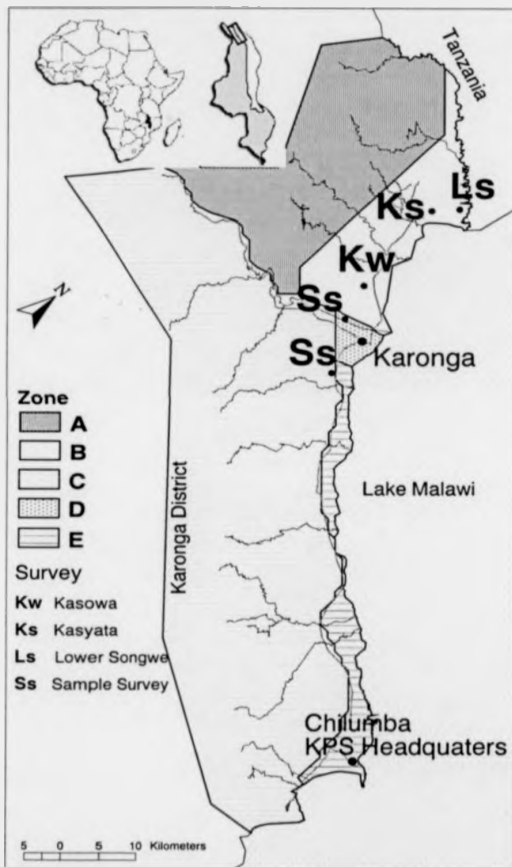 Tanzania
Ls
Ks
Kw
Ss
Ss
Karonga
N
Zone
A
B
C
D
E
Karonga District
Lake Malawi
Survey
Kw Kasowa
Ks Kasyata
Ls Lower Songwe
Ss Sample Survey
Chilumba
KPS Headquaters
5 0 5 10 Kilometers